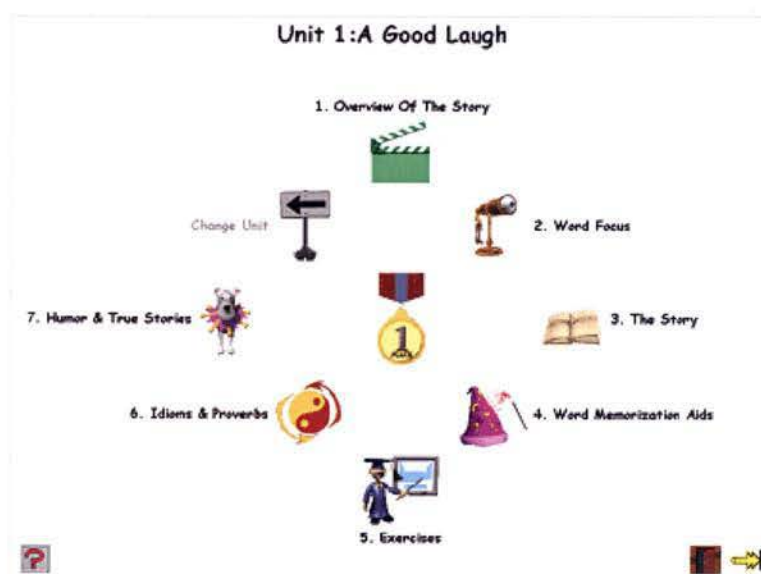 Unit 1:A Good Laugh
1. Overview Of The Story
Change Unit
2. Word Focus
7. Humor & True Stories
1
3. The Story
6. Idioms & Proverbs
4. Word Memorization Aids
5. Exercises
?